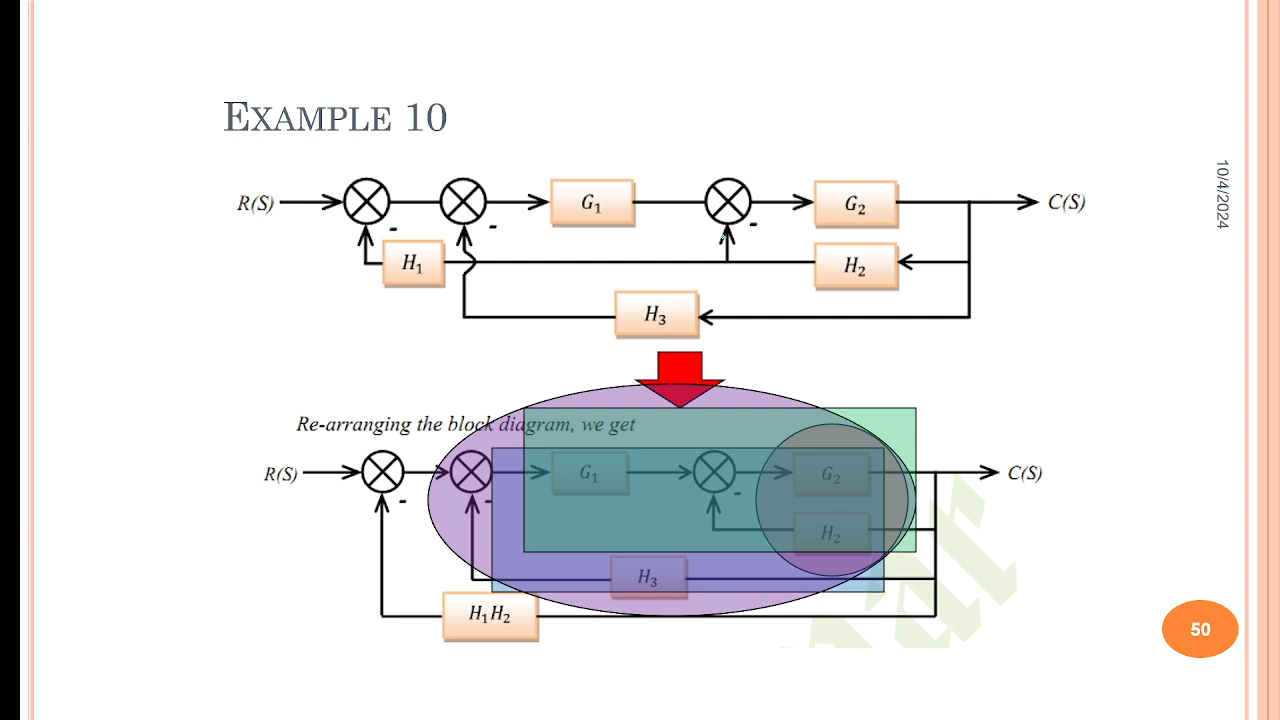 EXAMPLE 10
10/4/2024
R(S) G₁ G₂ C(S)
- - -
H₁ H₂
H₃
Re-arranging the block diagram, we get
R(S) G₁ G₂ C(S)
- - -
H₂
H₃
H₁H₂
50